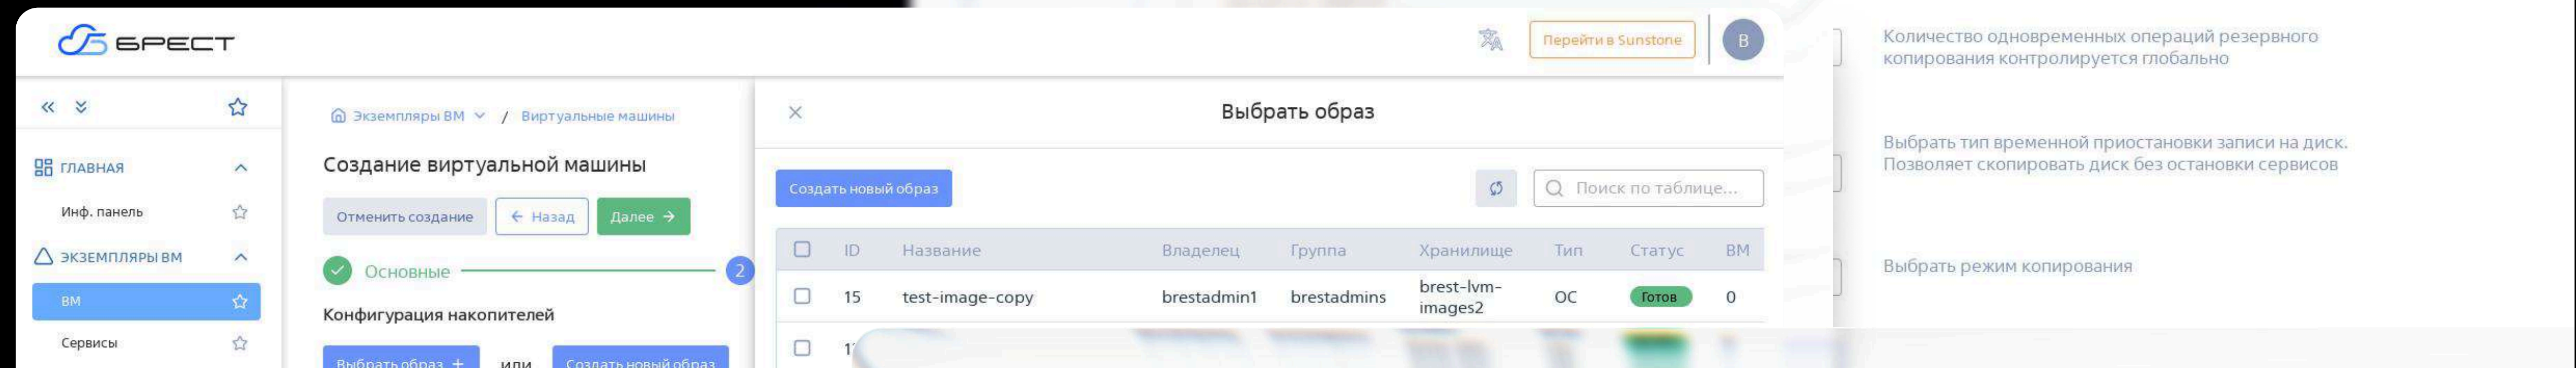 БРЕСТ
Перейти в Sunstone
B
ГЛАВНАЯ
Инф. панель
ЭКЗЕМПЛЯРЫ ВМ
ВМ
Сервисы
Экземпляры ВМ / Виртуальные машины
Создание виртуальной машины
Отменить создание
Назад
Далее
Основные
2
Конфигурация накопителей
Выбрать образ +
или
Создать новый образ
Выбрать образ
Создать новый образ
Поиск по таблице...
ID Название Владелец Группа Хранилище Тип Статус ВМ
15 test-image-copy brestadmin1 brestadmins brest-lvm- ОС Готов 0
images2
Количество одновременных операций резервного
копирования контролируется глобально
Выбрать тип временной приостановки записи на диск.
Позволяет скопировать диск без остановки сервисов
Выбрать режим копирования